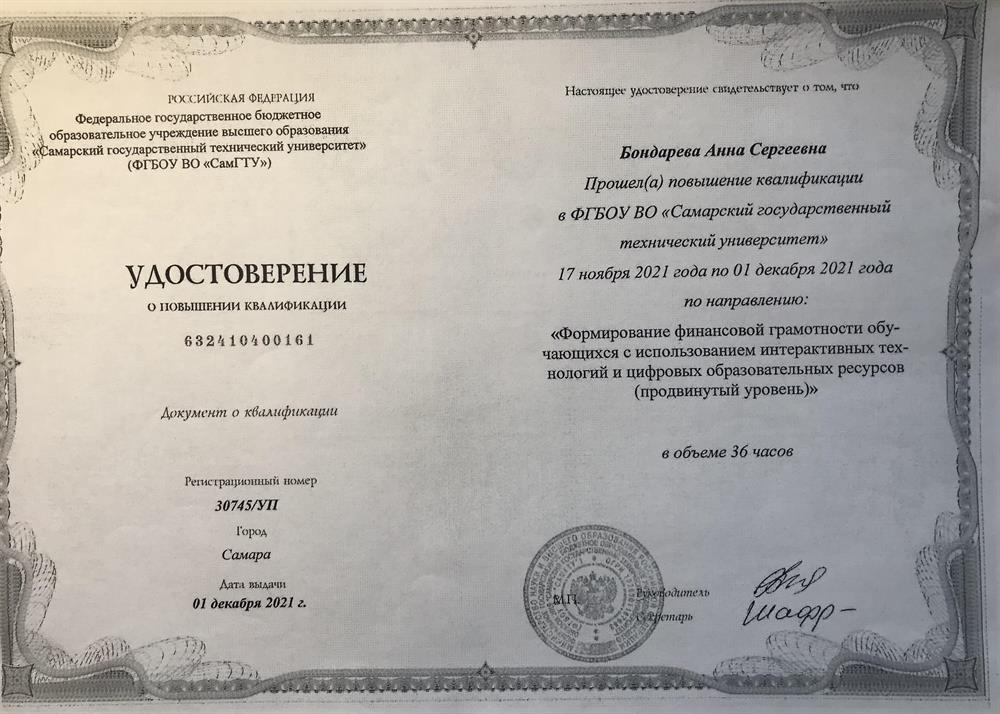 РОССИЙСКАЯ ФЕДЕРАЦИЯ
Федеральное государственное бюджетное
образовательное учреждение высшего образования
«Самарский государственный технический университет»
(ФГБОУ ВО «СамГТУ»)
УДОСТОВЕРЕНИЕ
О ПОВЫШЕНИИ КВАЛИФИКАЦИИ
632410400161
Документ о квалификации
Регистрационный номер
30745/УП
Город
Самара
Дата выдачи
01 декабря 2021 г.
Настоящее удостоверение свидетельствует о том, что
Бондарева Анна Сергеевна
Прошел(а) повышение квалификации
в ФГБОУ ВО «Самарский государственный
технический университет»
17 ноября 2021 года по 01 декабря 2021 года
по направлению:
«Формирование финансовой грамотности обу-
чающихся с использованием интерактивных тех-
нологий и цифровых образовательных ресурсов
(продвинутый уровень)»
в объеме 36 часов
М.П.
Руководитель
Секретарь